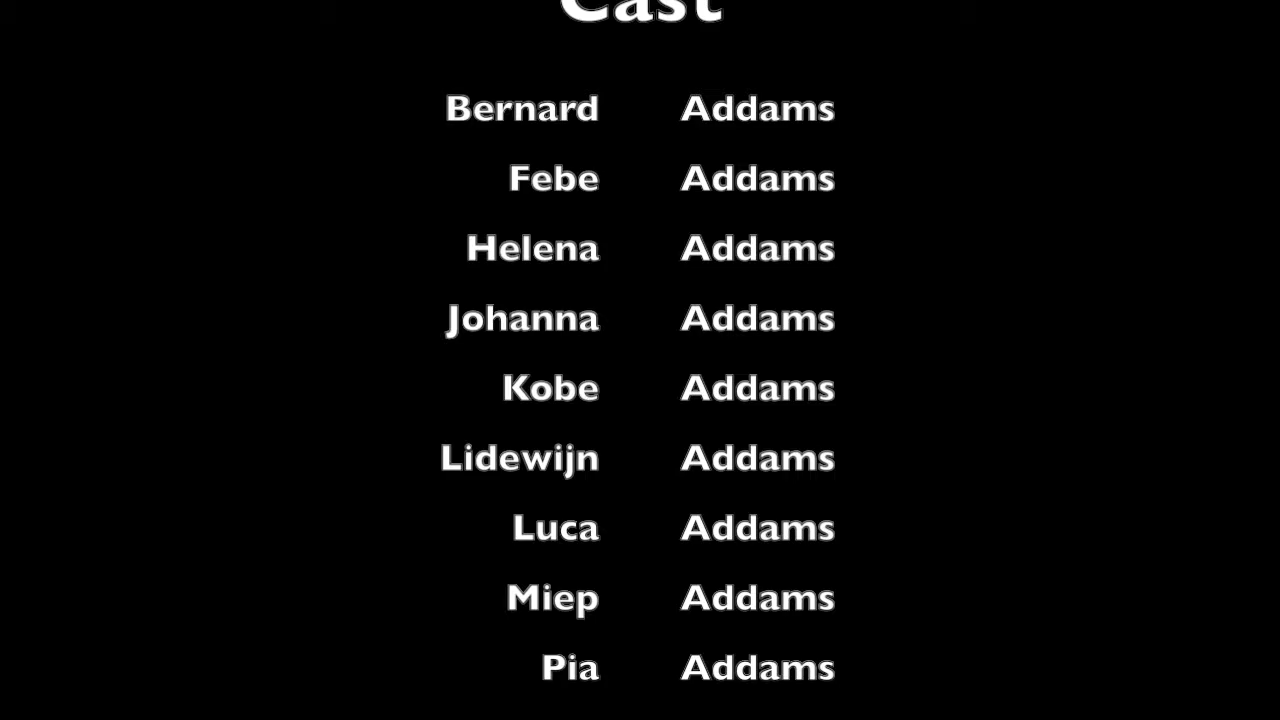 Cast
Bernard Addams
Febe Addams
Helena Addams
Johanna Addams
Kobe Addams
Lidewijn Addams
Luca Addams
Miep Addams
Pia Addams